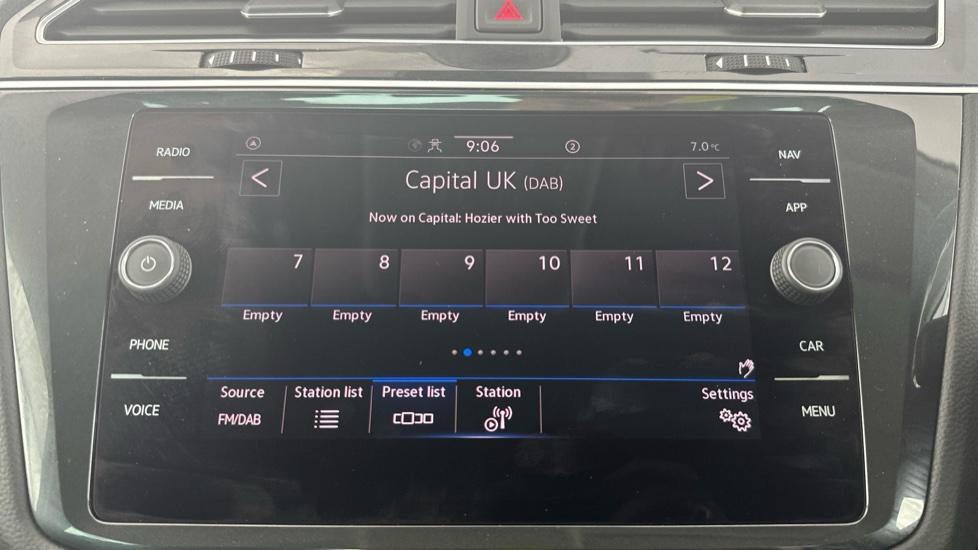 RADIO
MEDIA
PHONE
VOICE
9:06
2
7.0°C
< Capital UK (DAB) >
Now on Capital: Hozier with Too Sweet
7 8 9 10 11 12
Empty Empty Empty Empty Empty Empty
Source Station list Preset list Station Settings
FM/DAB
NAV
APP
CAR
MENU